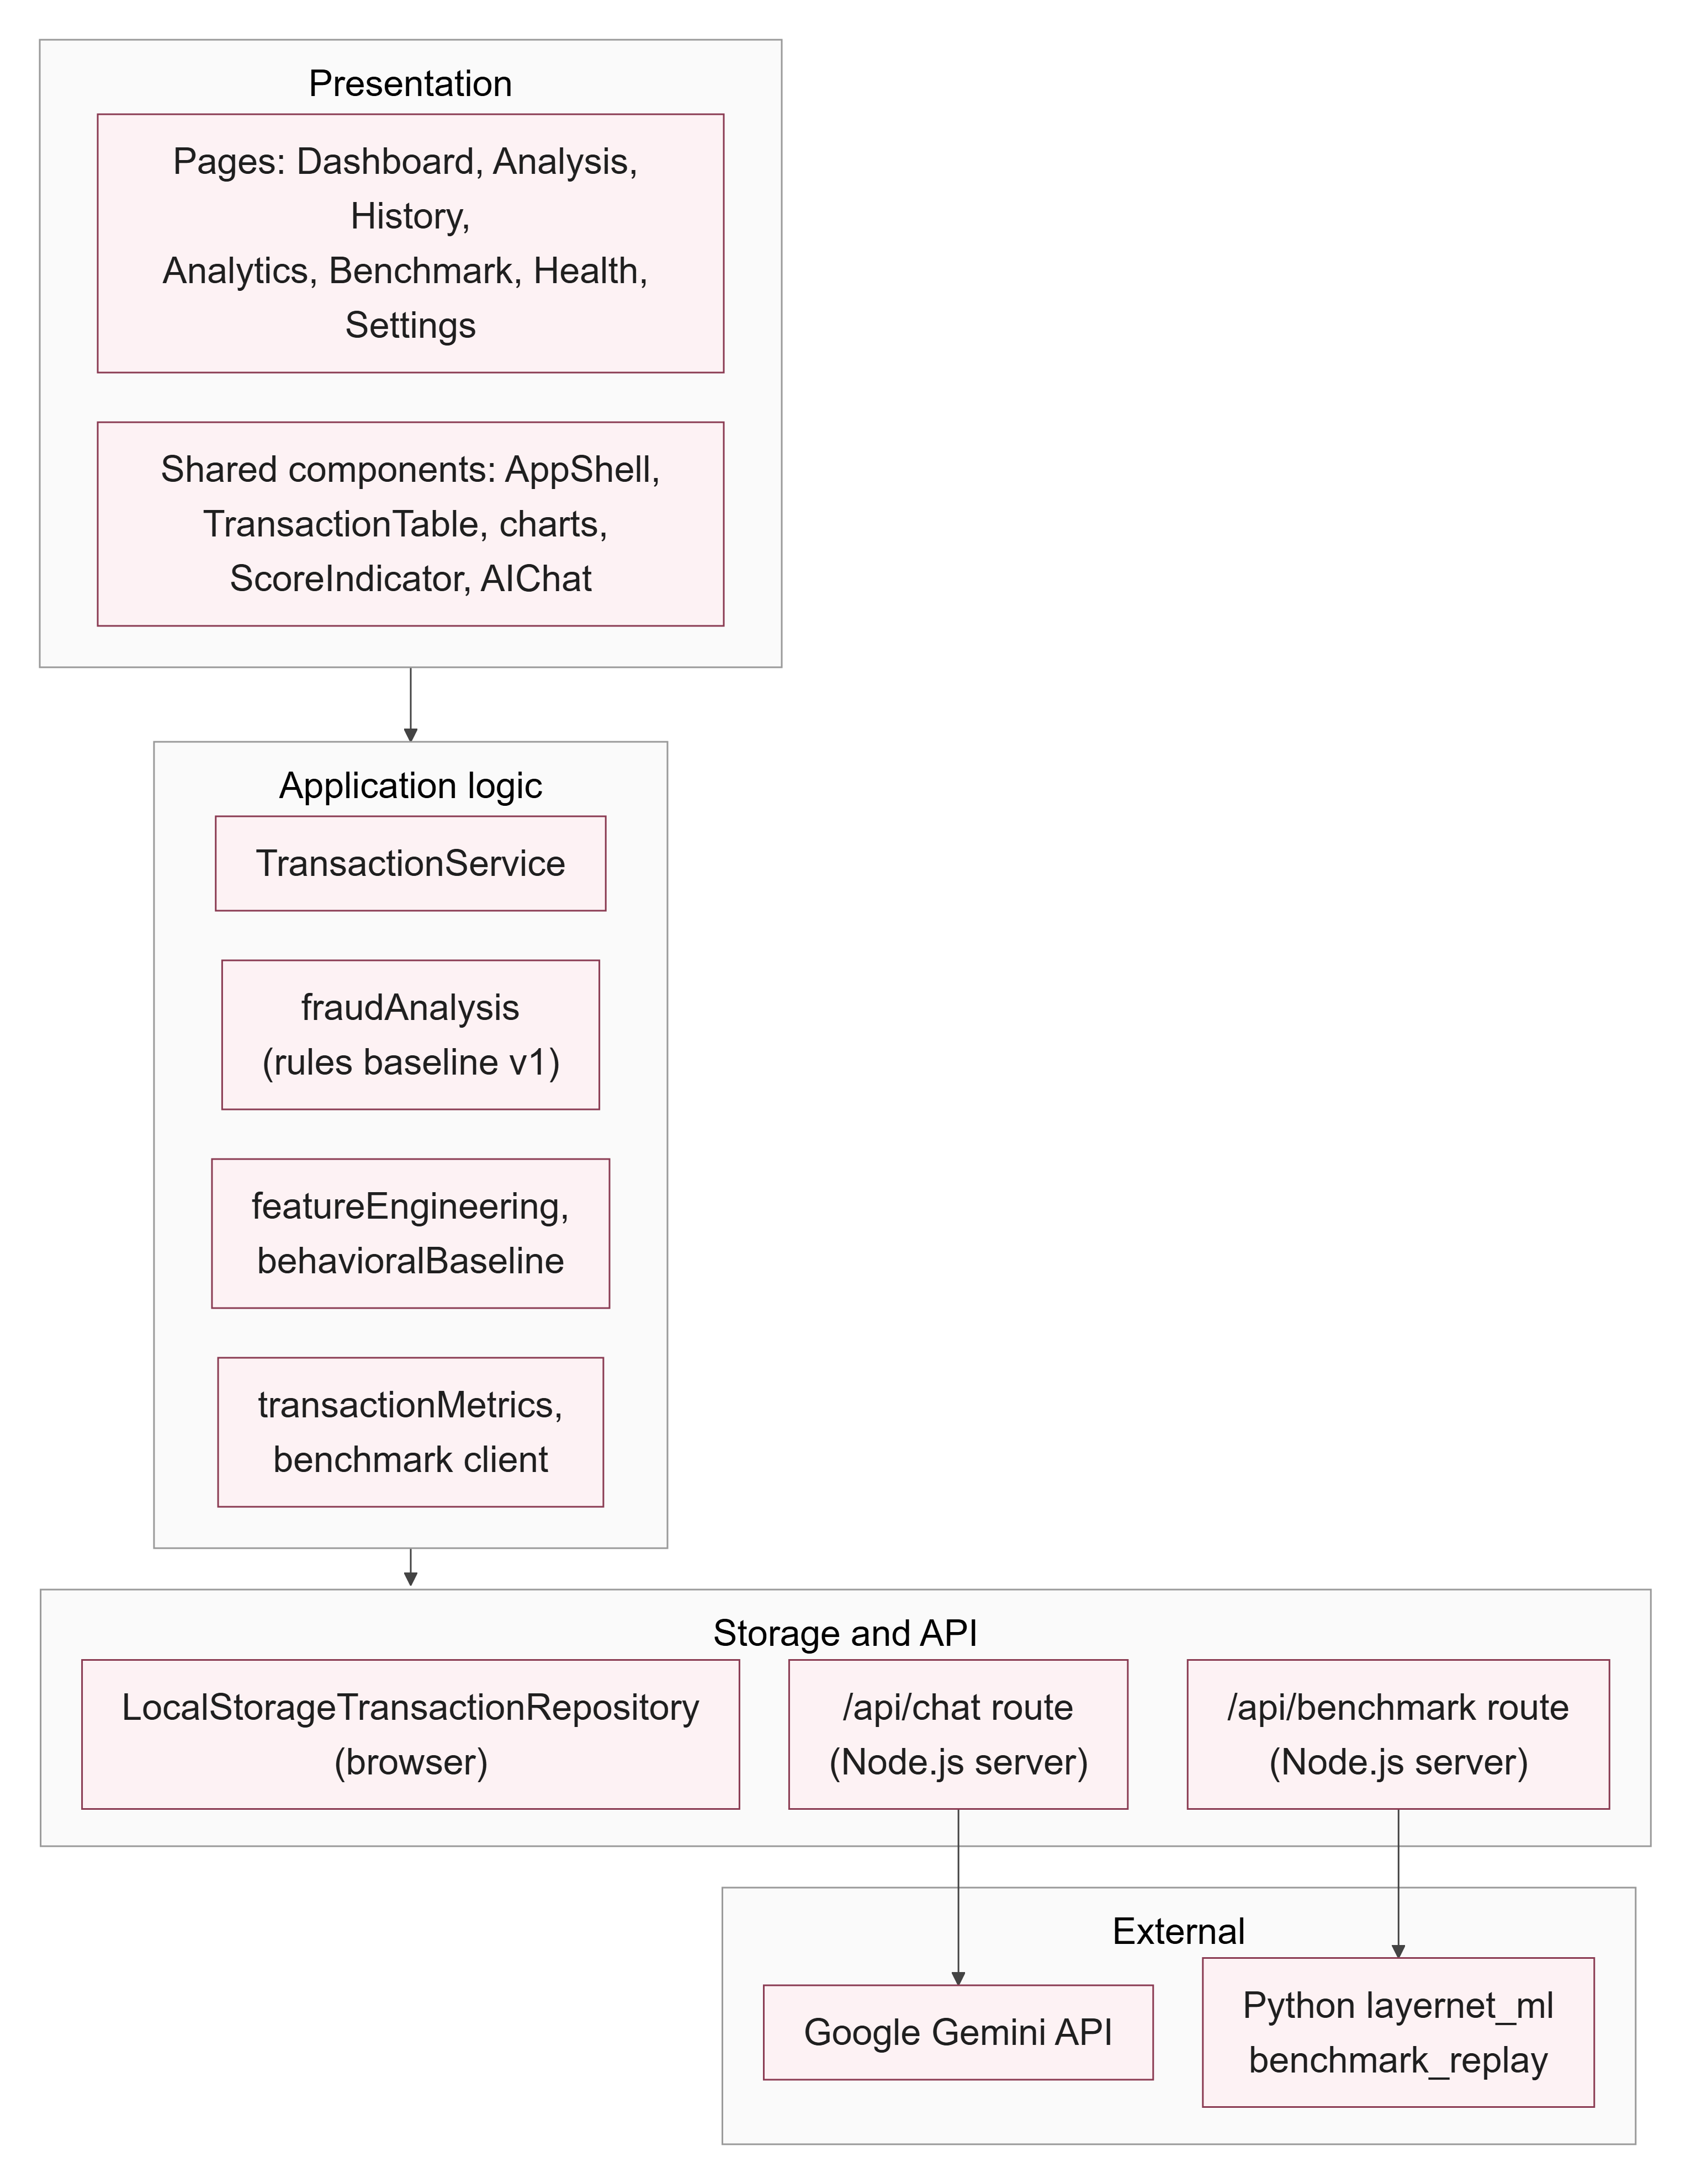 Presentation
Pages: Dashboard, Analysis,
History,
Analytics, Benchmark, Health,
Settings
Shared components: AppShell,
TransactionTable, charts,
ScoreIndicator, AIChat
Application logic
TransactionService
fraudAnalysis
(rules baseline v1)
featureEngineering,
behavioralBaseline
transactionMetrics,
benchmark client
Storage and API
LocalStorageTransactionRepository
(browser)
/api/chat route
(Node.js server)
/api/benchmark route
(Node.js server)
External
Google Gemini API
Python layernet_ml
benchmark_replay